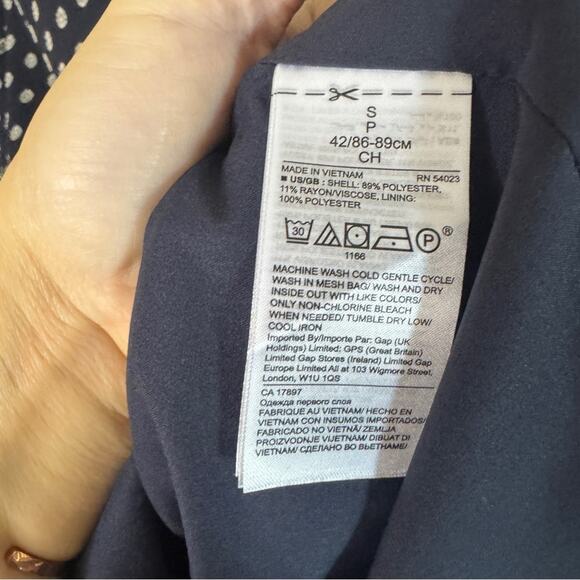 S
P
42/86-89CM
CH
MADE IN VIETNAM RN 54023
■ US/GB : SHELL: 89% POLYESTER,
11% RAYON/VISCOSE, LINING:
100% POLYESTER
30 P ®
1166
MACHINE WASH COLD GENTLE CYCLE/
WASH IN MESH BAG/ WASH AND DRY
INSIDE OUT WITH LIKE COLORS/
ONLY NON-CHLORINE BLEACH
WHEN NEEDED/ TUMBLE DRY LOW/
COOL IRON
Imported By/Importe Par: Gap (UK
Holdings) Limited; GPS (Great Britain)
Limited Gap Stores (Ireland) Limited Gap
Europe Limited All at 103 Wigmore Street,
London, W1U 1QS
CA 17897
Одежда первого слоя
FABRIQUE AU VIETNAM/ HECHO EN
VIETNAM CON INSUMOS IMPORTADOS/
FABRICADO NO VIETNÃ/ ZEMLJA
PROIZVODNJE VIJETNAM/ DIBUAT DI
VIETNAM/ СДЕЛАНО ВО ВЬЕТНАМЕ/